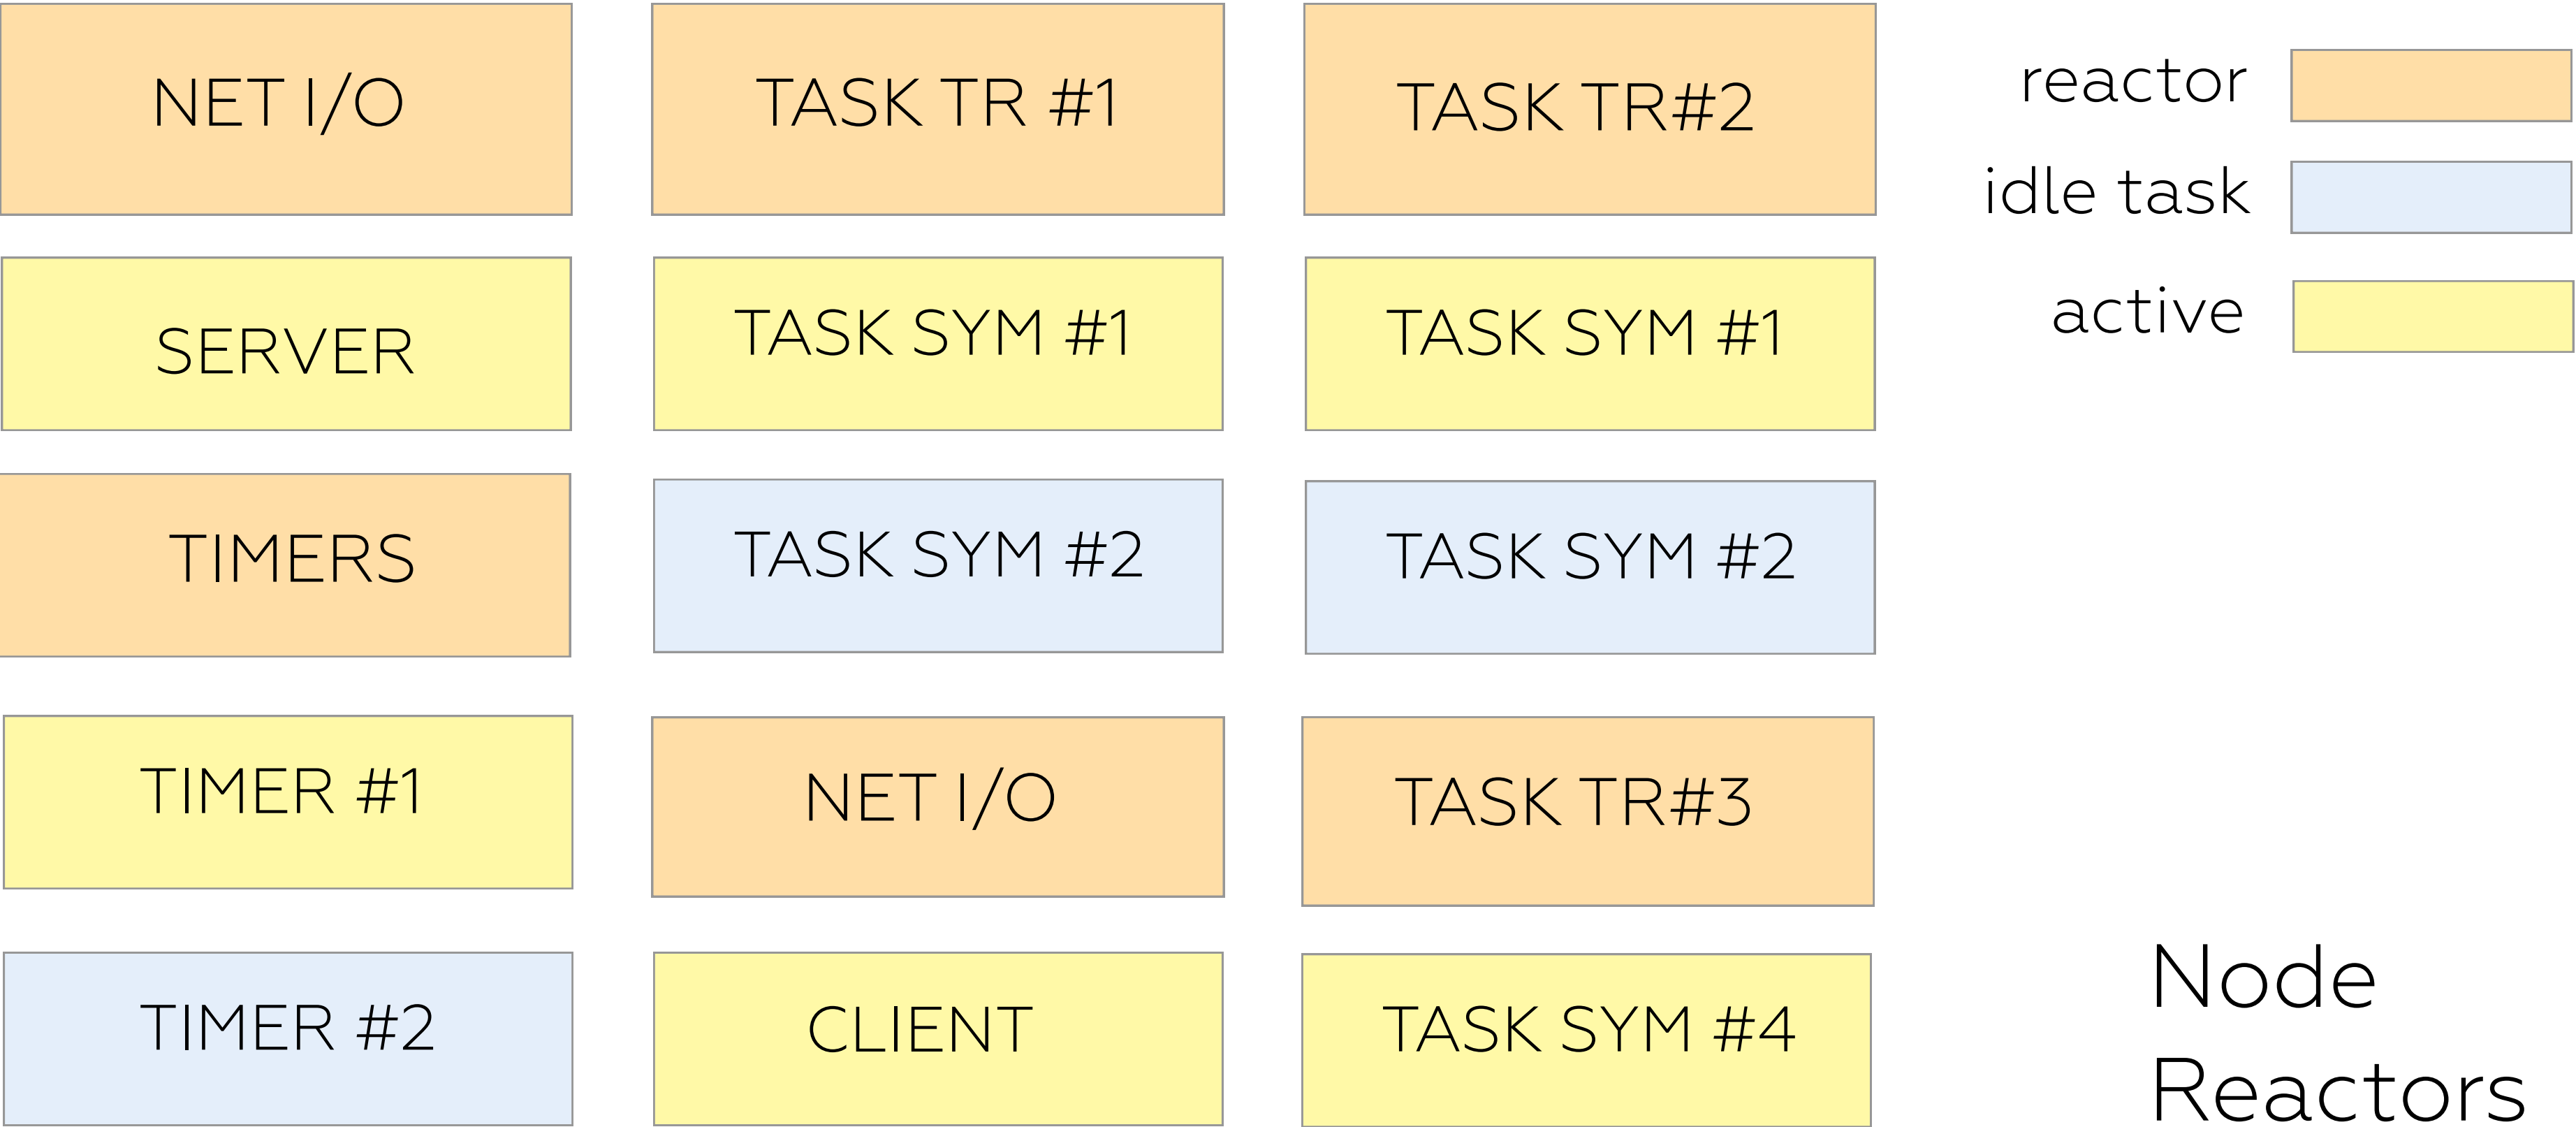 NET I/O
TASK TR #1
TASK TR#2
reactor
idle task
active
SERVER
TASK SYM #1
TASK SYM #1
TIMERS
TASK SYM #2
TASK SYM #2
TIMER #1
NET I/O
TASK TR#3
TIMER #2
CLIENT
TASK SYM #4
Node
Reactors